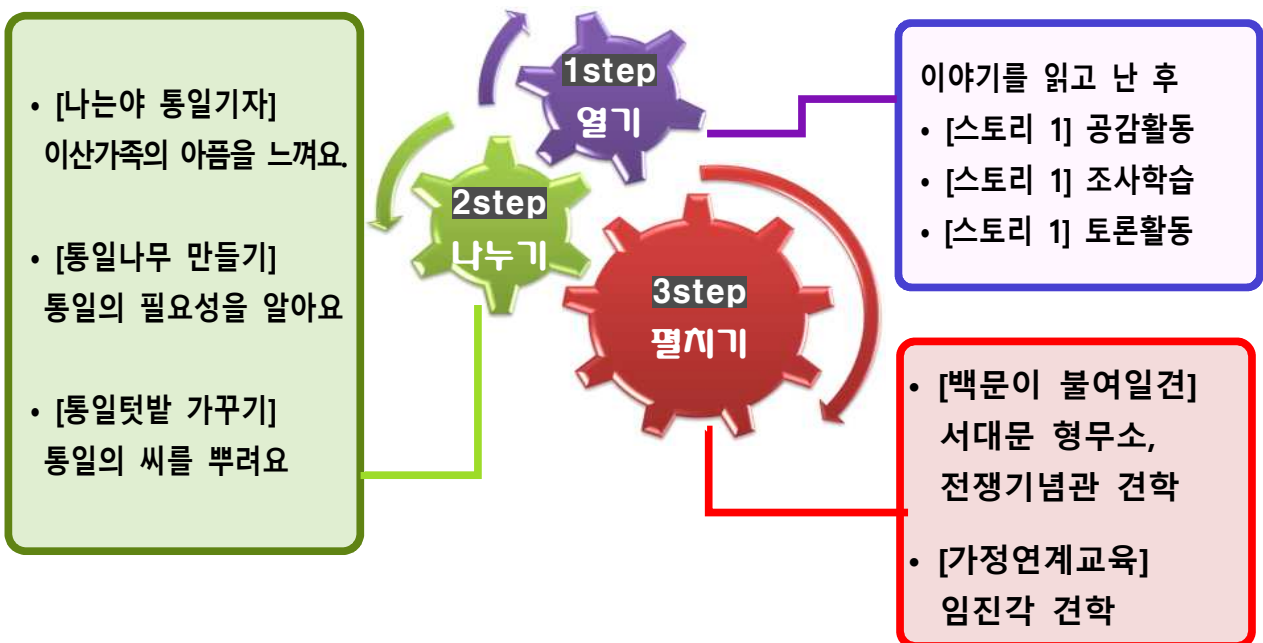 1step
열기
이야기를 읽고 난 후
• [스토리 1] 공감활동
• [스토리 1] 조사학습
• [스토리 1] 토론활동
2step
나누기
• [나는야 통일기자]
이산가족의 아픔을 느껴요.
• [통일나무 만들기]
통일의 필요성을 알아요
• [통일텃밭 가꾸기]
통일의 씨를 뿌려요
3step
펼치기
• [백문이 불여일견]
서대문 형무소,
전쟁기념관 견학
• [가정연계교육]
임진각 견학